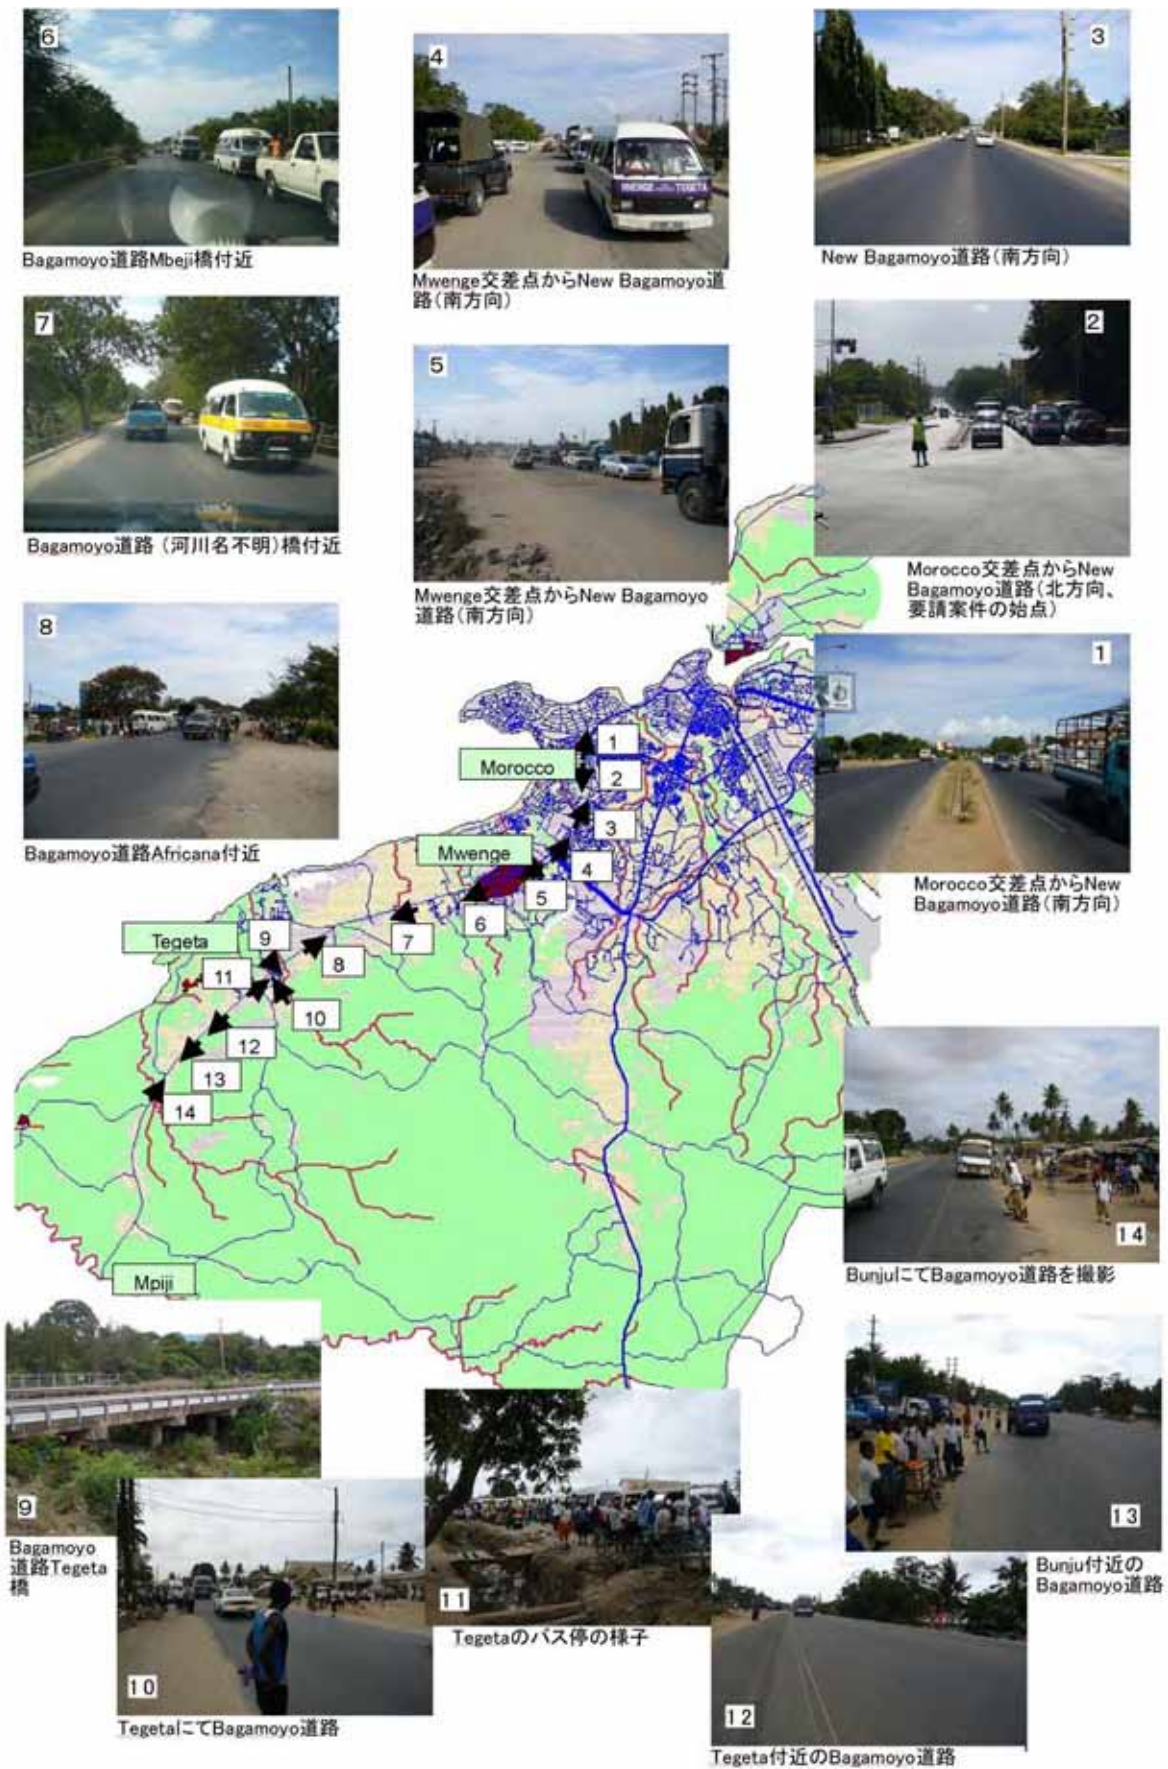 6
Bagamoyo道路Mbeji橋付近
4
MWENGE TEGETA
Mwenge交差点からNew Bagamoyo道
路(南方向)
3
New Bagamoyo道路(南方向)
7
Bagamoyo道路 (河川名不明)橋付近
5
Mwenge交差点からNew Bagamoyo
道路(南方向)
2
Morocco交差点からNew
Bagamoyo道路(北方向、
要請案件の始点)
8
Bagamoyo道路Africana付近
1
Morocco交差点からNew
Bagamoyo道路(南方向)
Morocco
1
2
3
Mwenge
4
5
6
7
Tegeta
9
8
11
10
12
13
14
Mpiji
14
BunjuにてBagamoyo道路を撮影
9
Bagamoyo
道路Tegeta
橋
10
TegetaにてBagamoyo道路
11
Tegetaのバス停の様子
12
Tegeta付近のBagamoyo道路
13
Bunju付近の
Bagamoyo道路